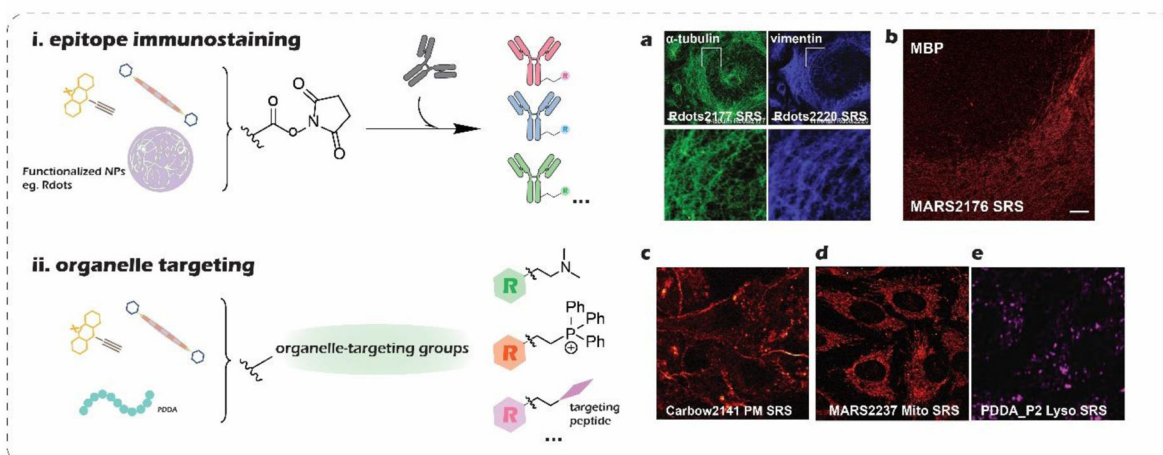 i. epitope immunostaining
Functionalized NPs
eg. Rdots
O
O
N
O
O
R
R
R
...
a
α-tubulin
vimentin
Rdots2177 SRS
Rdots2220 SRS
b
MBP
MARS2176 SRS
ii. organelle targeting
PDDA
organelle-targeting groups
R
N
R
Ph
Ph
P
Ph
⊕
R
targeting
peptide
...
c
Carbow2141 PM SRS
d
MARS2237 Mito SRS
e
PDDA_P2 Lyso SRS